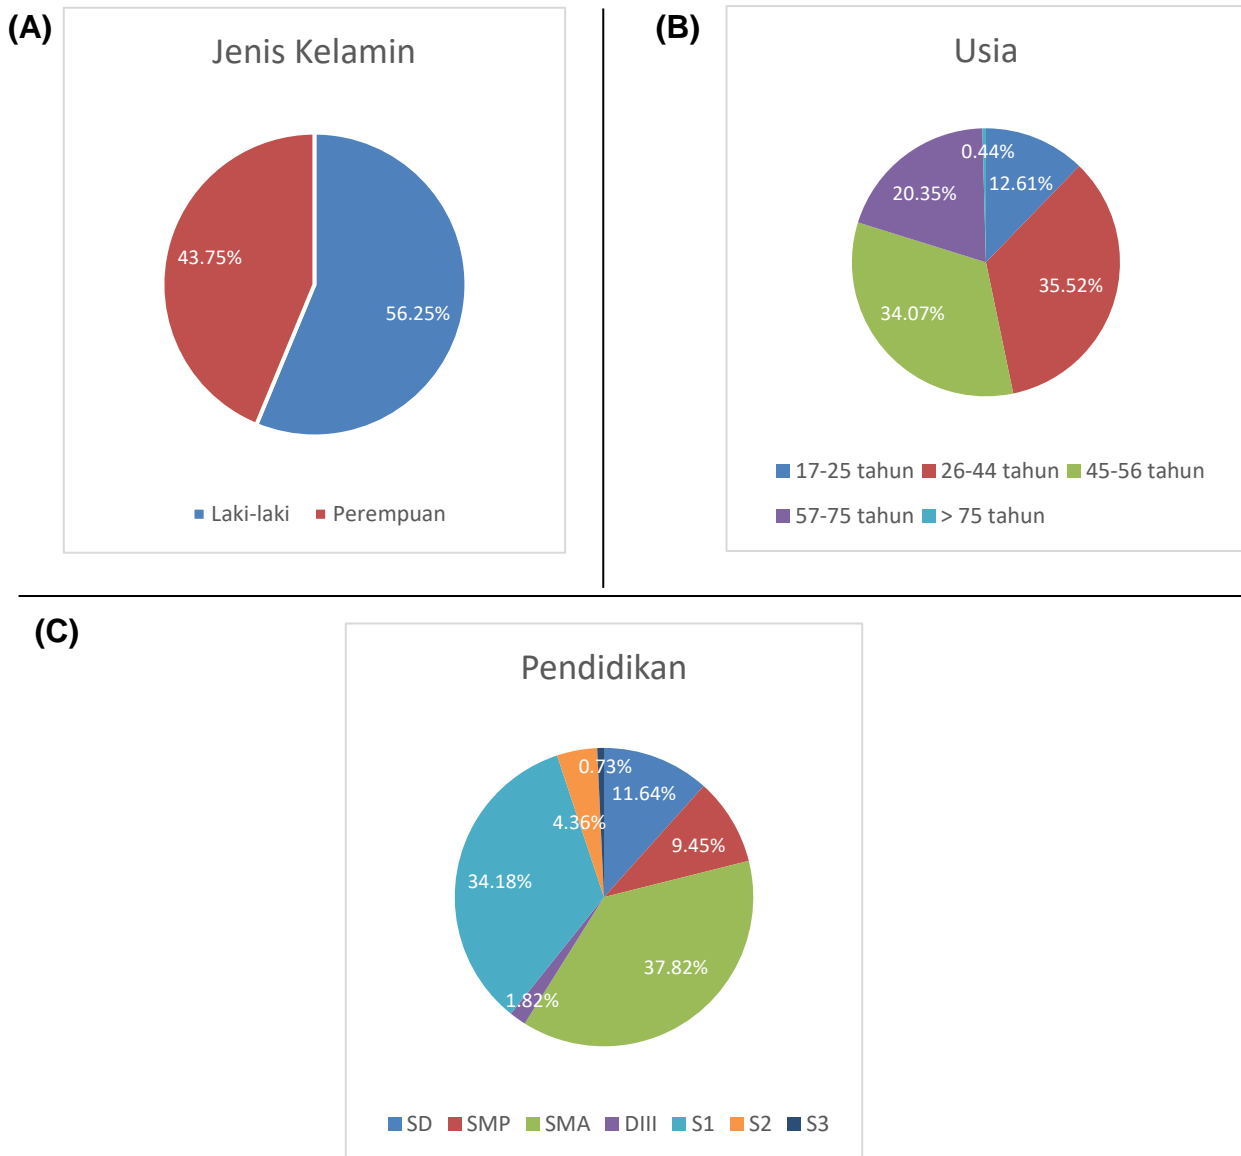 (A)
Jenis Kelamin
43.75%
56.25%
Laki-laki Perempuan
(B)
Usia
0.44%
12.61%
20.35%
35.52%
34.07%
17-25 tahun 26-44 tahun 45-56 tahun
57-75 tahun > 75 tahun
(C)
Pendidikan
0.73%
11.64%
4.36%
9.45%
34.18%
37.82%
1.82%
SD SMP SMA DIII S1 S2 S3